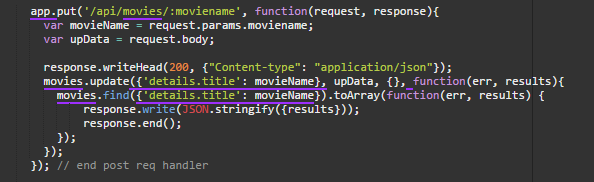 app.put('/api/movies/:moviename', function(request, response){
var movieName = request.params.moviename;
var upData = request.body;
response.writeHead(200, {"Content-type": "application/json"});
movies.update({'details.title': movieName}, upData, {}, function(err, results){
movies.find({'details.title': movieName}).toArray(function(err, results) {
response.write(JSON.stringify({results}));
response.end();
});
});
}); // end post req handler